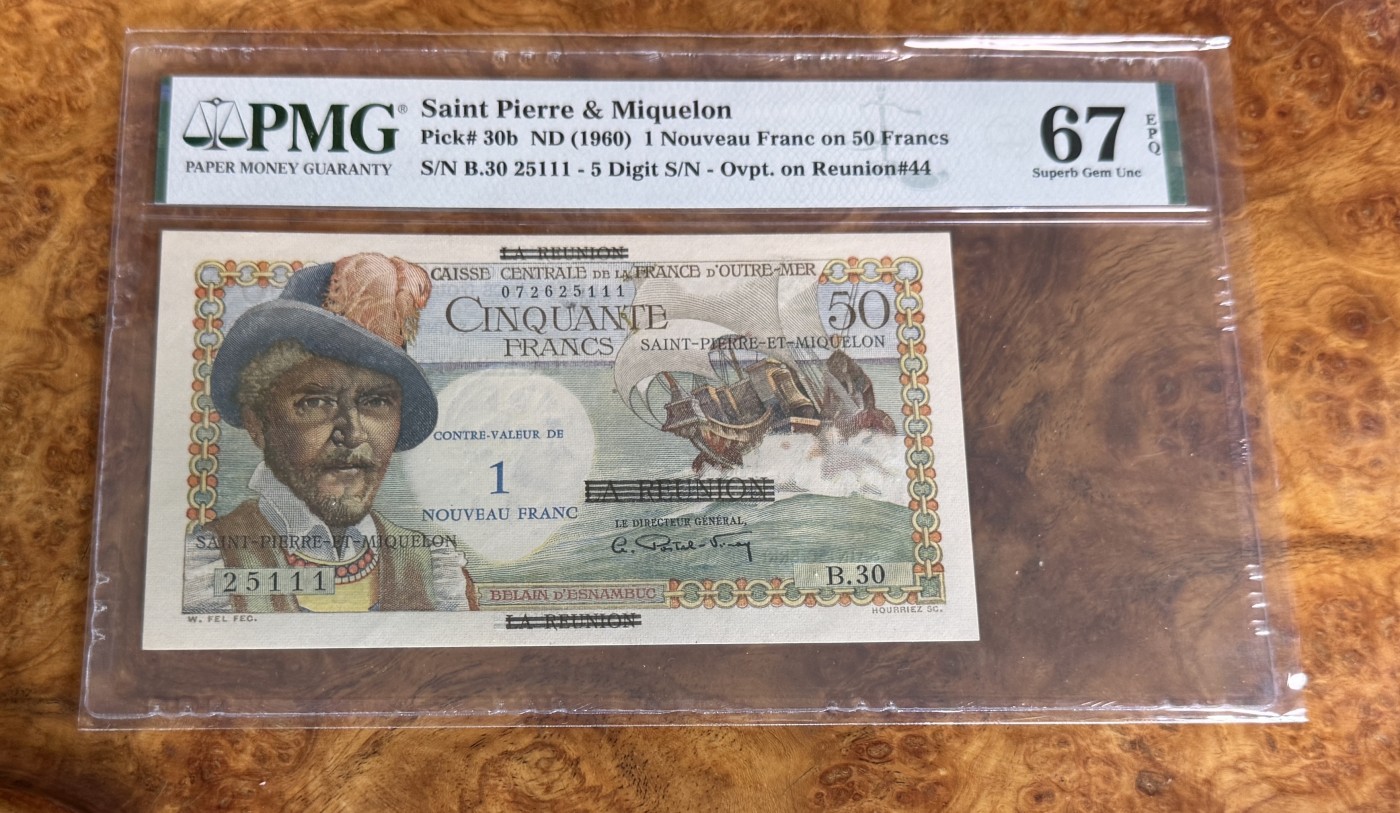 PMG®
PAPER MONEY GUARANTY
Saint Pierre & Miquelon
Pick# 30b ND (1960) 1 Nouveau Franc on 50 Francs
S/N B.30 25111 - 5 Digit S/N - Ovpt. on Reunion#44
67
EPQ
Superb Gem Unc
LA REUNION
CAISSE CENTRALE DE LA FRANCE D'OUTRE-MER
072625111
CINQUANTE
50
FRANCS
SAINT-PIERRE-ET-MIQUELON
CONTRE-VALEUR DE
1
NOUVEAU FRANC
LA REUNION
LE DIRECTEUR GÉNÉRAL,
SAINT-PIERRE-ET-MIQUELON
25111
B.30
BELAIN D'ESNAMBUC
W. FEL FEC.
HOURRIEZ SC.
LA REUNION